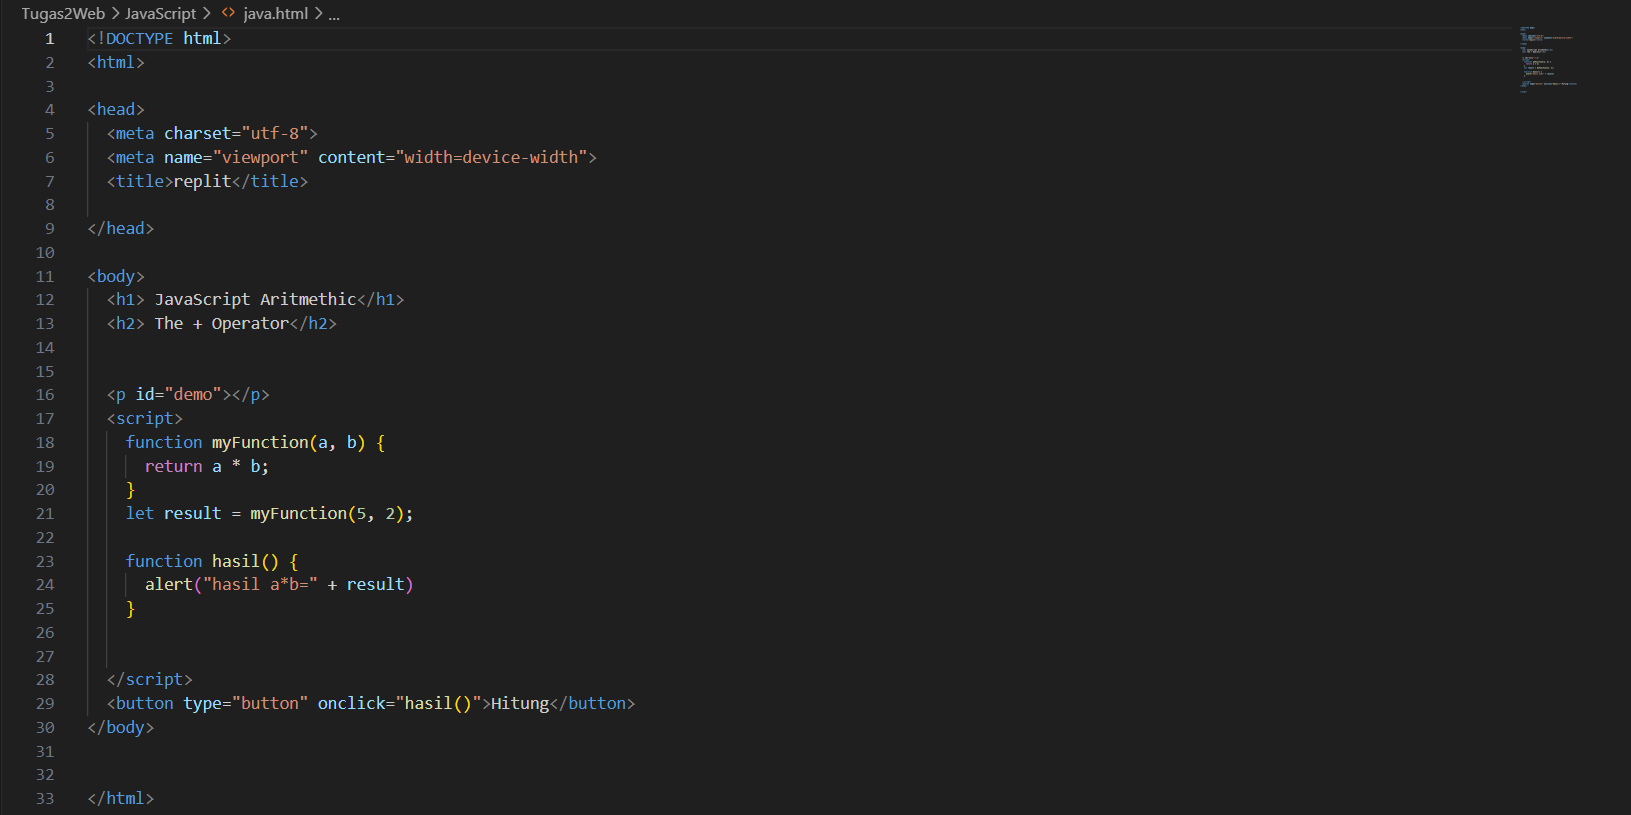 Tugas2Web > JavaScript > <> java.html > ...
1 <!DOCTYPE html>
2 <html>
3
4 <head>
5 <meta charset="utf-8">
6 <meta name="viewport" content="width=device-width">
7 <title>replit</title>
8
9 </head>
10
11 <body>
12 <h1> JavaScript Aritmethic</h1>
13 <h2> The + Operator</h2>
14
15
16 <p id="demo"></p>
17 <script>
18 function myFunction(a, b) {
19 return a * b;
20 }
21 let result = myFunction(5, 2);
22
23 function hasil() {
24 alert("hasil a*b=" + result)
25 }
26
27
28 </script>
29 <button type="button" onclick="hasil()">Hitung</button>
30 </body>
31
32
33 </html>